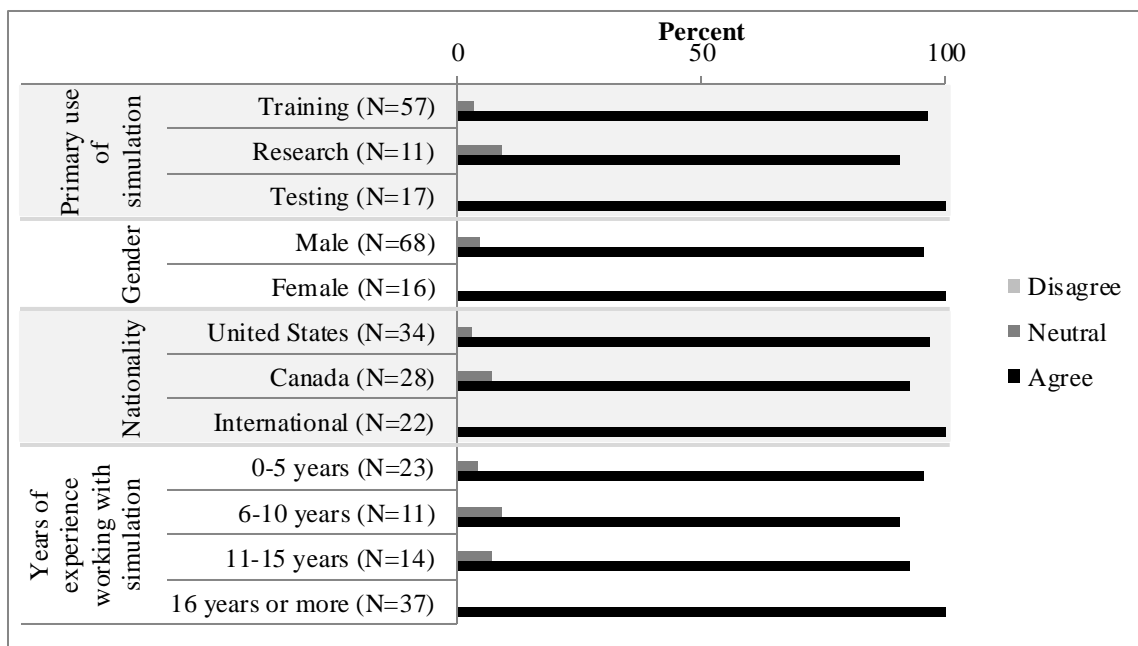 Percent
0 50 100
Primary use
of
simulation
Training (N=57)
Research (N=11)
Testing (N=17)
Gender
Male (N=68)
Female (N=16)
Nationality
United States (N=34)
Canada (N=28)
International (N=22)
Years of
experience
working with
simulation
0-5 years (N=23)
6-10 years (N=11)
11-15 years (N=14)
16 years or more (N=37)
Disagree
Neutral
Agree